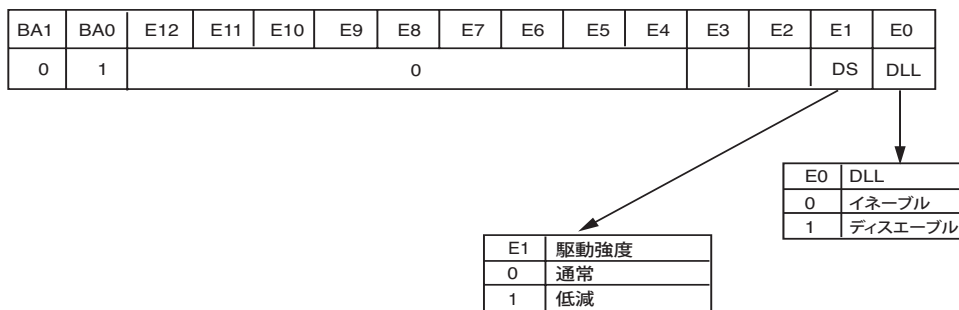 BA1 BA0 E12 E11 E10 E9 E8 E7 E6 E5 E4 E3 E2 E1 E0
0 1 0 DS DLL
E0 DLL
0 イネーブル
1 ディスエーブル
E1 駆動強度
0 通常
1 低減